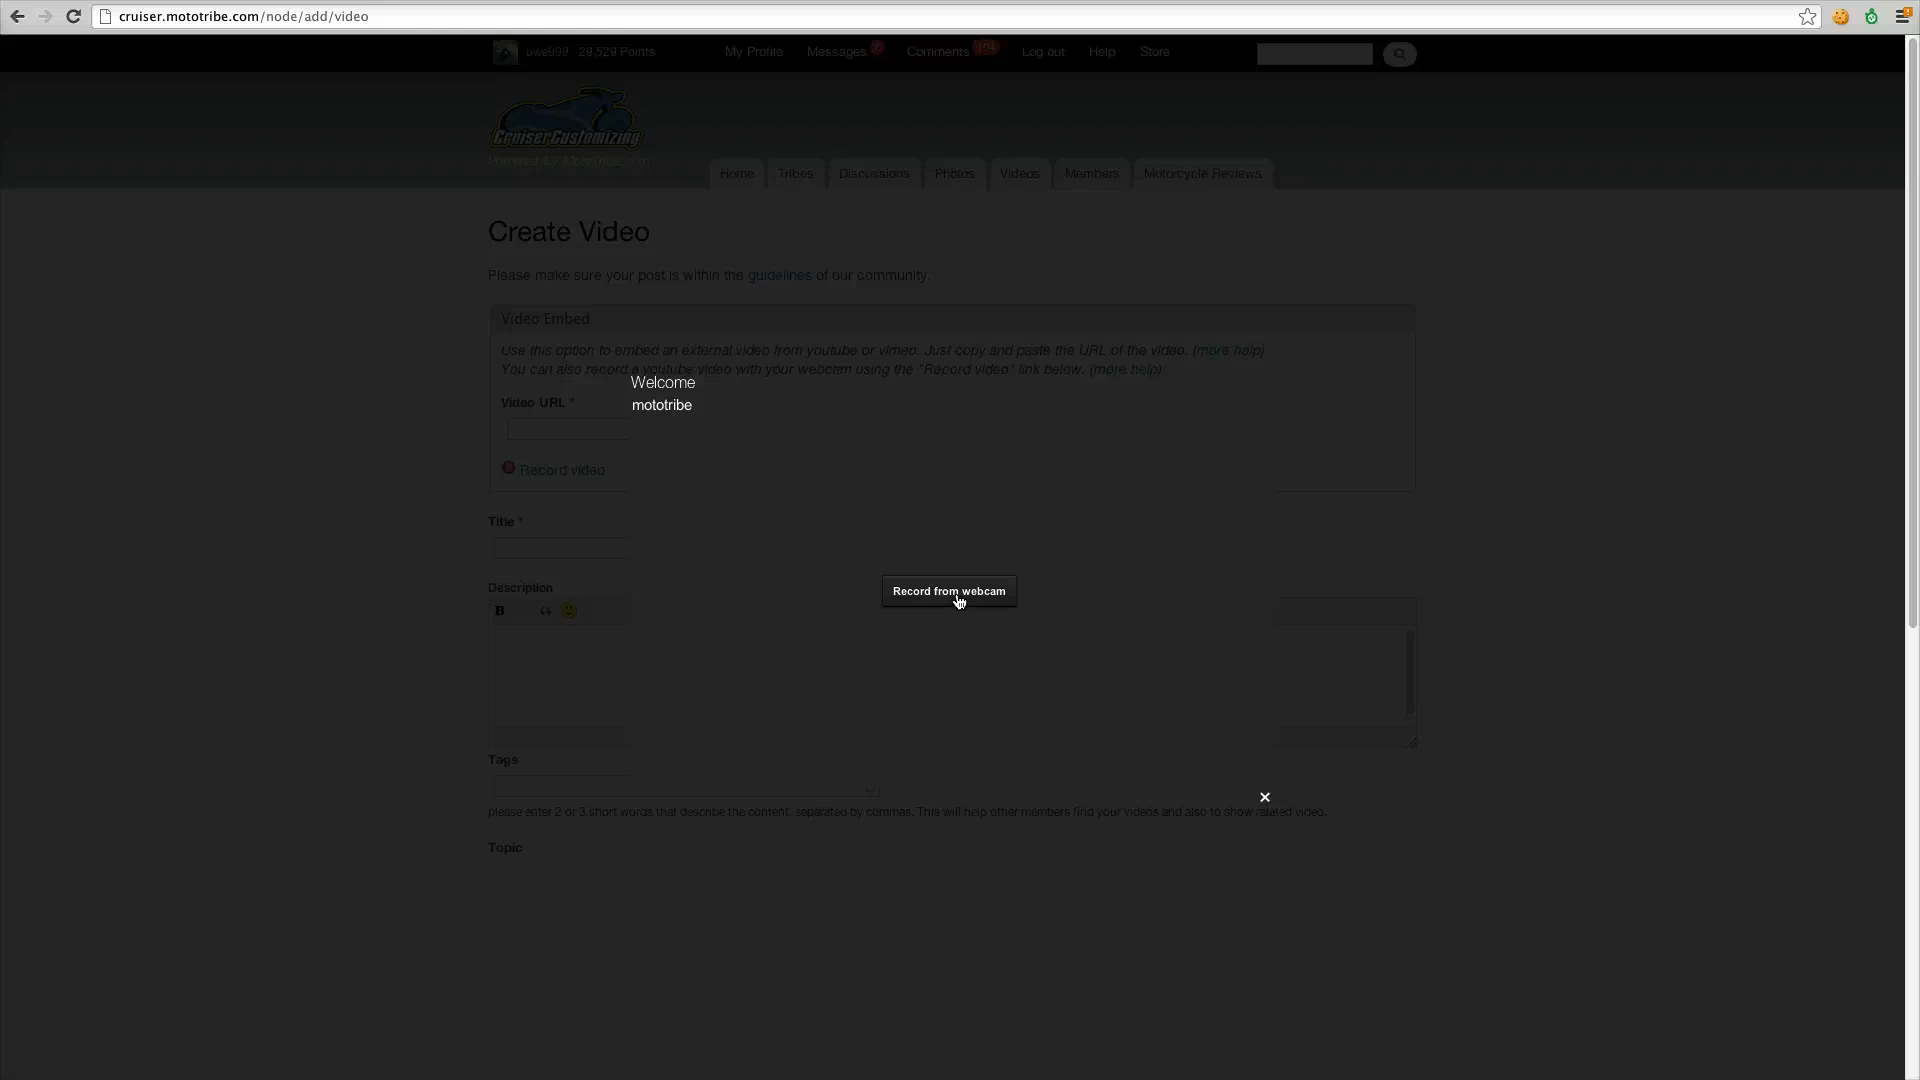 cruiser.mototribe.com/node/add/video
uwe999 29,529 Points My Profile Messages Comments Log out Help Store
CruiserCustomizing
Powered by MotoTribe.com
Home Tribes Discussions Photos Videos Members Motorcycle Reviews
Create Video
Please make sure your post is within the guidelines of our community.
Video Embed
Use this option to embed an external video from youtube or vimeo. Just copy and paste the URL of the video. (more help)
You can also record a youtube video with your webcam using the "Record video" link below. (more help)
Welcome
mototribe
Video URL *
Record video
Title *
Record from webcam
Description
B
Tags
please enter 2 or 3 short words that describe the content, separated by commas. This will help other members find your videos and also to show related video.
Topic